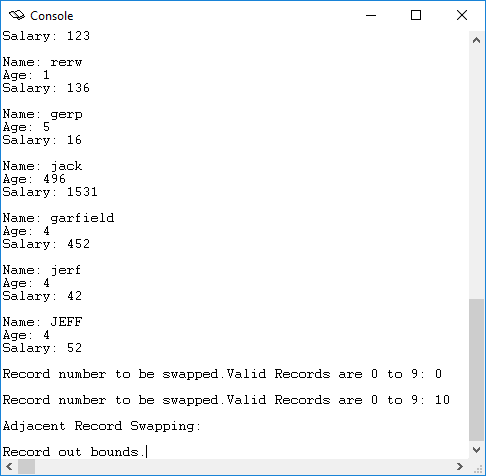 Console
Salary: 123
Name: rerw
Age: 1
Salary: 136
Name: gerp
Age: 5
Salary: 16
Name: jack
Age: 496
Salary: 1531
Name: garfield
Age: 4
Salary: 452
Name: jerf
Age: 4
Salary: 42
Name: JEFF
Age: 4
Salary: 52
Record number to be swapped.Valid Records are 0 to 9: 0
Record number to be swapped.Valid Records are 0 to 9: 10
Adjacent Record Swapping:
Record out bounds.